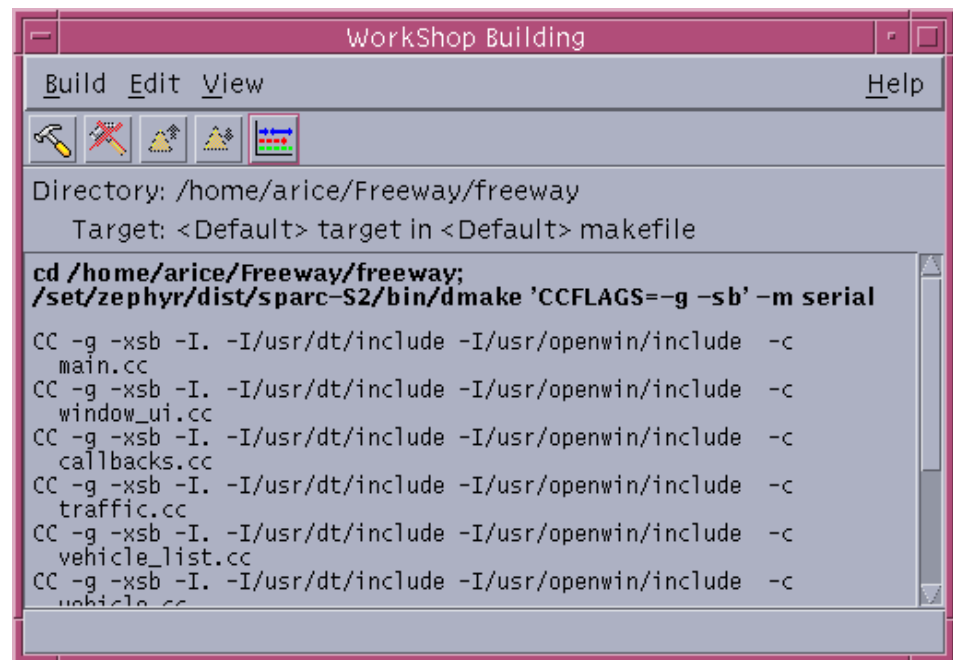 WorkShop Building
Build Edit View Help
Directory: /home/arice/Freeway/freeway
Target: <Default> target in <Default> makefile
cd /home/arice/Freeway/freeway;
/set/zephyr/dist/sparc-S2/bin/dmake 'CCFLAGS=-g -sb' -m serial
CC -g -xsb -I. -I/usr/dt/include -I/usr/openwin/include -c
main.cc
CC -g -xsb -I. -I/usr/dt/include -I/usr/openwin/include -c
window_ui.cc
CC -g -xsb -I. -I/usr/dt/include -I/usr/openwin/include -c
callbacks.cc
CC -g -xsb -I. -I/usr/dt/include -I/usr/openwin/include -c
traffic.cc
CC -g -xsb -I. -I/usr/dt/include -I/usr/openwin/include -c
vehicle_list.cc
CC -g -xsb -I. -I/usr/dt/include -I/usr/openwin/include -c